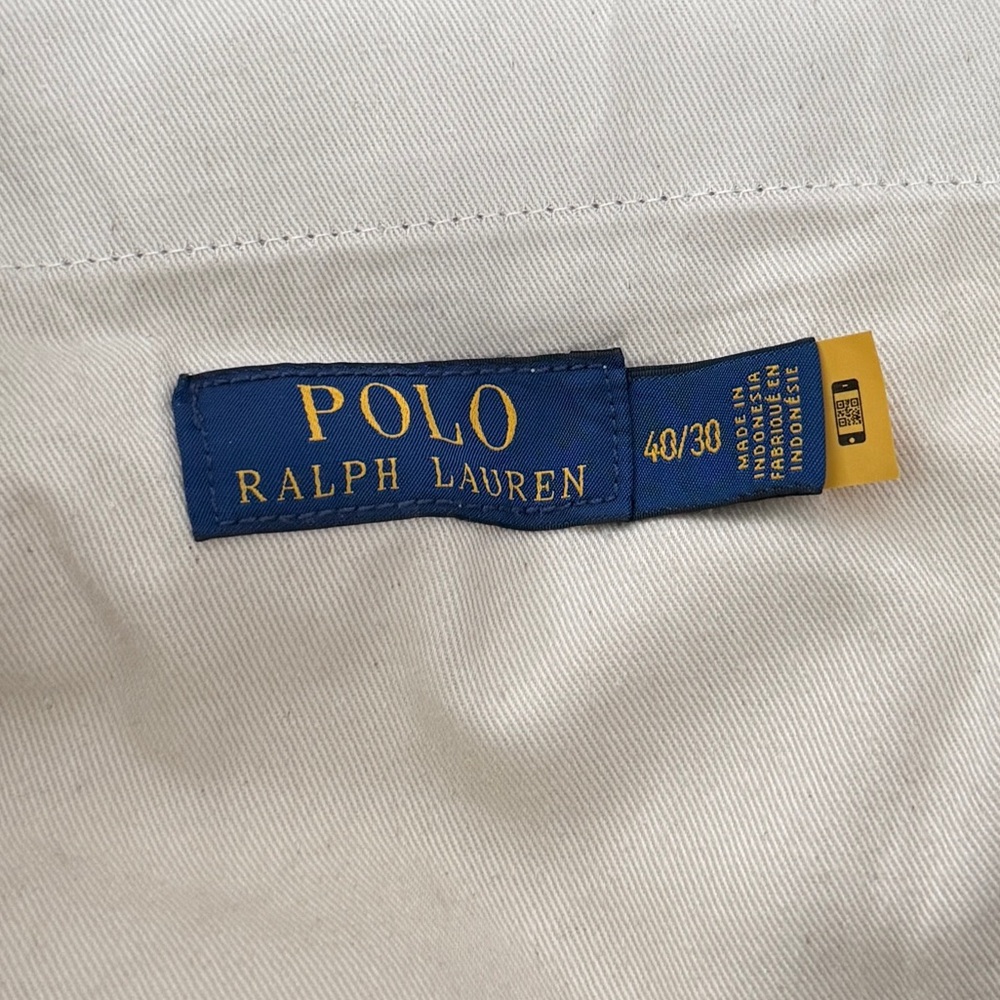 POLO
RALPH LAUREN
40/30
MADE IN
INDONESIA
FABRIQUÉ EN
INDONÉSIE